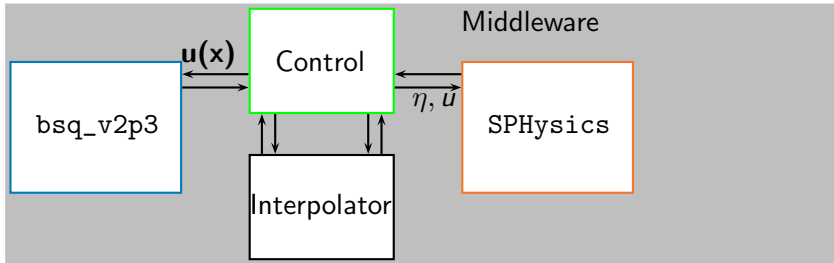 Middleware
u(x)
Control
bsq_v2p3
η, u
SPHysics
Interpolator